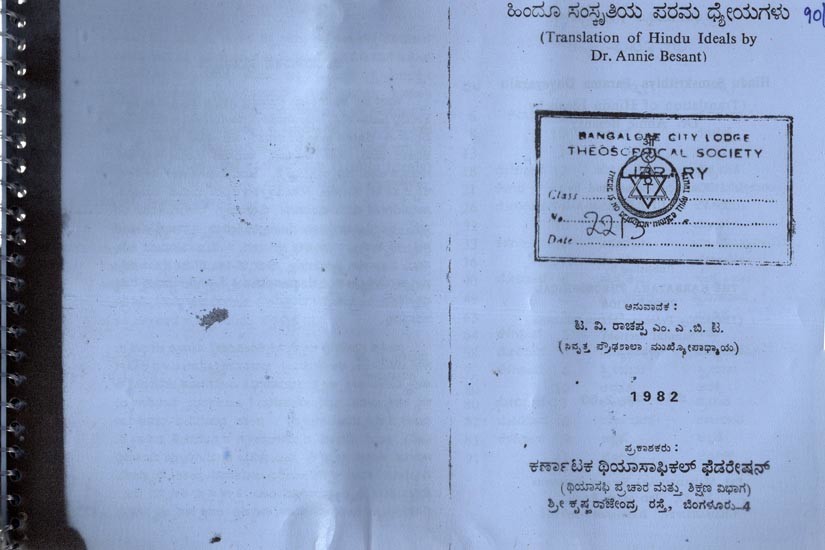 ಹಿಂದೂ ಸಂಸ್ಕೃತಿಯ ಪರಮ ಧ್ಯೇಯಗಳು
(Translation of Hindu Ideals by
Dr. Annie Besant)
BANGALORE CITY LODGE
THEOSOPHICAL SOCIETY
LIBRARY
Class
No. 2213
Date
ಅನುವಾದಕ :
ಟಿ. ವಿ. ರಾಚಪ್ಪ ಎಂ. ಎ .ಬಿ. ಟಿ.
(ನಿವೃತ್ತ ಪ್ರೌಢಶಾಲಾ ಮುಖ್ಯೋಪಾಧ್ಯಾಯ)
1982
ಪ್ರಕಾಶಕರು :
ಕರ್ನಾಟಕ ಥಿಯಾಸಾಫಿಕಲ್ ಫೆಡರೇಷನ್
(ಥಿಯಾಸಫಿ ಪ್ರಚಾರ ಮತ್ತು ಶಿಕ್ಷಣ ವಿಭಾಗ)
ಶ್ರೀ ಕೃಷ್ಣರಾಜೇಂದ್ರ ರಸ್ತೆ, ಬೆಂಗಳೂರು-4